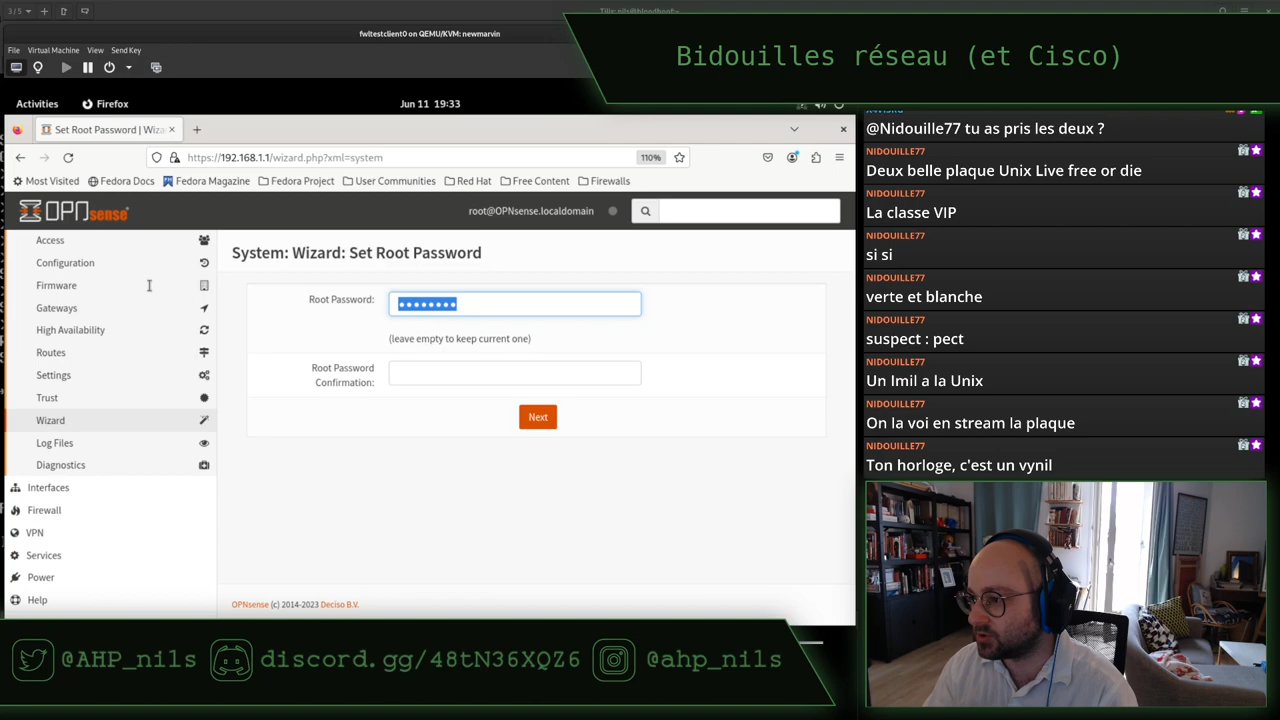 3/5
Tilix: nils@bloodhoof:~
fwltestclient0 on QEMU/KVM: newmarvin
File Virtual Machine View Send Key
Bidouilles réseau (et Cisco)
Activities Firefox Jun 11 19:33
Set Root Password | Wiza
https://192.168.1.1/wizard.php?xml=system 110%
Most Visited Fedora Docs Fedora Magazine Fedora Project User Communities Red Hat Free Content Firewalls
OPNsense root@OPNsense.localdomain
Access
Configuration
Firmware
Gateways
High Availability
Routes
Settings
Trust
Wizard
Log Files
Diagnostics
Interfaces
Firewall
VPN
Services
Power
Help
System: Wizard: Set Root Password
Root Password: ••••••••
(leave empty to keep current one)
Root Password
Confirmation:
Next
OPNsense (c) 2014-2023 Deciso B.V.
@Nidouille77 tu as pris les deux ?
NIDOUILLE77
Deux belle plaque Unix Live free or die
NIDOUILLE77
La classe VIP
NIDOUILLE77
si si
NIDOUILLE77
verte et blanche
NIDOUILLE77
suspect : pect
NIDOUILLE77
Un Imil a la Unix
NIDOUILLE77
On la voi en stream la plaque
NIDOUILLE77
Ton horloge, c'est un vynil
@AHP_nils discord.gg/48tN36XQZ6 @ahp_nils